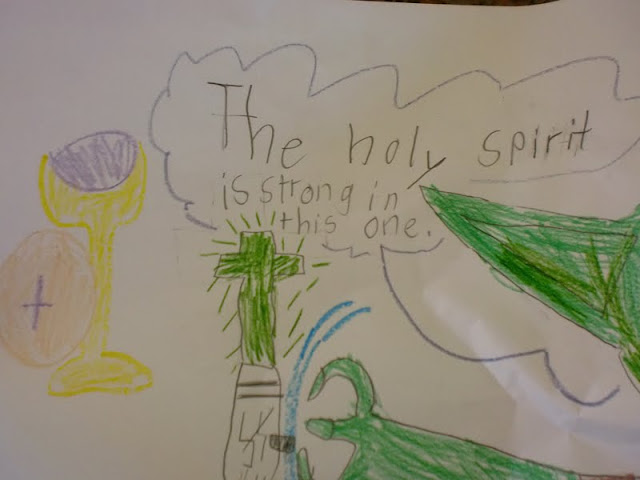 The holy spirit
is strong in
this one.